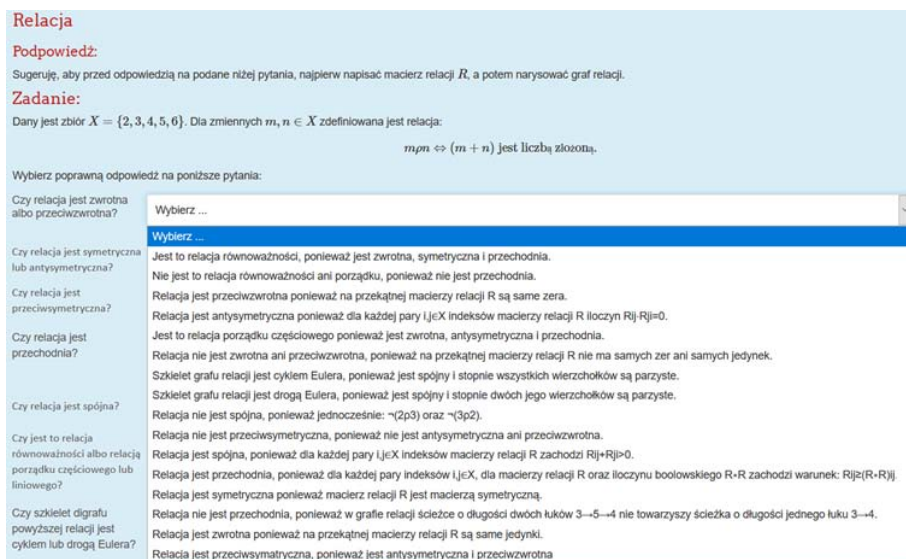 Relacja
Podpowiedź:
Sugeruję, aby przed odpowiedzią na podane niżej pytania, najpierw napisać macierz relacji R, a potem narysować graf relacji.
Zadanie:
Dany jest zbiór X = {2, 3, 4, 5, 6}. Dla zmiennych m, n ∈ X zdefiniowana jest relacja:
mρn ⇔ (m + n) jest liczbą złożoną.
Wybierz poprawną odpowiedź na poniższe pytania:
Czy relacja jest zwrotna
albo przeciwzwrotna?
Wybierz ...
Wybierz ...
Czy relacja jest symetryczna
lub antysymetryczna?
Czy relacja jest
przeciwsymetryczna?
Czy relacja jest
przechodnia?
Czy relacja jest spójna?
Czy jest to relacja
równoważności albo relacją
porządku częściowego lub
liniowego?
Czy szkielet digrafu
powyższej relacji jest
cyklem lub drogą Eulera?
Jest to relacja równoważności, ponieważ jest zwrotna, symetryczna i przechodnia.
Nie jest to relacja równoważności ani porządku, ponieważ nie jest przechodnia.
Relacja jest przeciwzwrotna ponieważ na przekątnej macierzy relacji R są same zera.
Relacja jest antysymetryczna ponieważ dla każdej pary i,j∈X indeksów macierzy relacji R iloczyn Rij·Rji=0.
Jest to relacja porządku częściowego ponieważ jest zwrotna, antysymetryczna i przechodnia.
Relacja nie jest zwrotna ani przeciwzwrotna, ponieważ na przekątnej macierzy relacji R nie ma samych zer ani samych jedynek.
Szkielet grafu relacji jest cyklem Eulera, ponieważ jest spójny i stopnie wszystkich wierzchołków są parzyste.
Szkielet grafu relacji jest drogą Eulera, ponieważ jest spójny i stopnie dwóch jego wierzchołków są parzyste.
Relacja nie jest spójna, ponieważ jednocześnie: ¬(2ρ3) oraz ¬(3ρ2).
Relacja nie jest przeciwsymetryczna, ponieważ nie jest antysymetryczna ani przeciwzwrotna.
Relacja jest spójna, ponieważ dla każdej pary i,j∈X indeksów macierzy relacji R zachodzi Rij+Rji>0.
Relacja jest przechodnia, ponieważ dla każdej pary indeksów i,j∈X, dla macierzy relacji R oraz iloczynu boolowskiego R∘R zachodzi warunek: Rij≥(R∘R)ij.
Relacja jest symetryczna ponieważ macierz relacji R jest macierzą symetryczną.
Relacja nie jest przechodnia, ponieważ w grafie relacji ścieżce o długości dwóch łuków 3→5→4 nie towarzyszy ścieżka o długości jednego łuku 3→4.
Relacja jest zwrotna ponieważ na przekątnej macierzy relacji R są same jedynki.
Relacja jest przeciwsymatryczna, ponieważ jest antysymetryczna i przeciwzwrotna